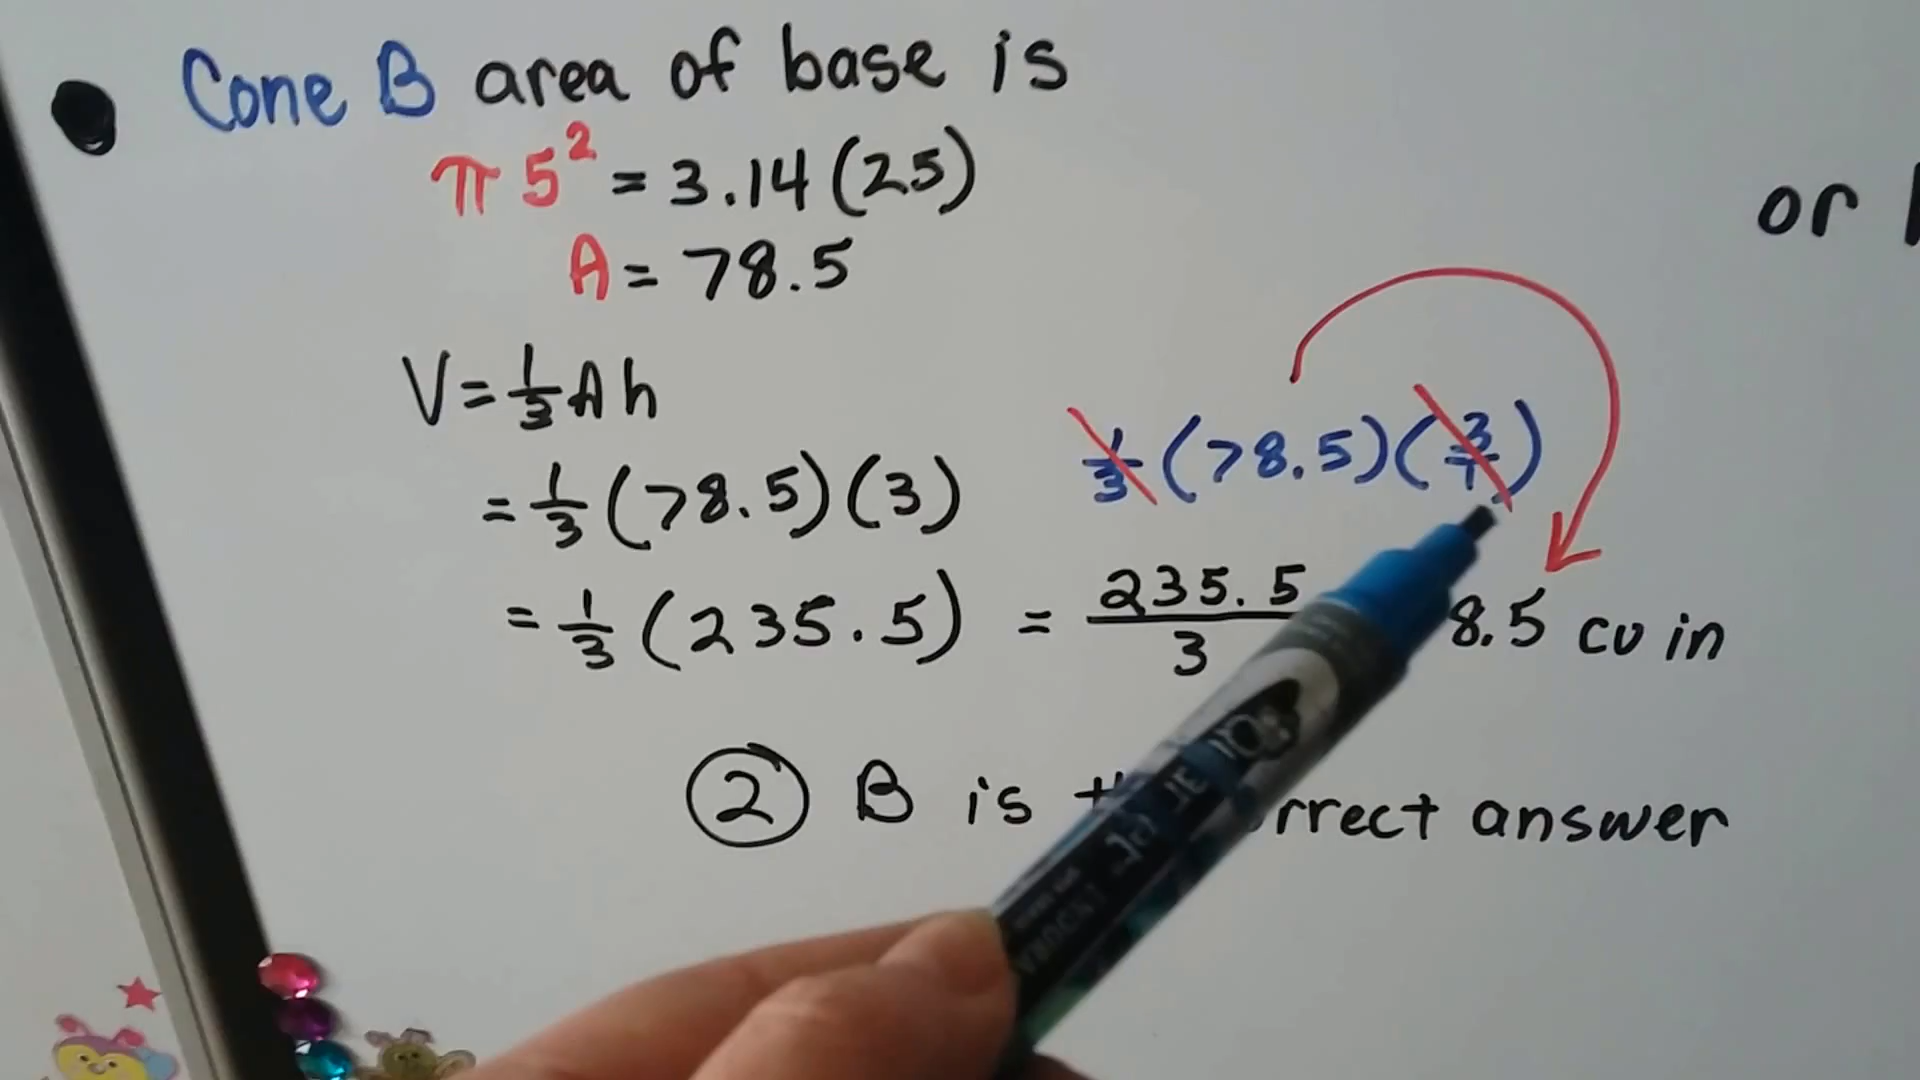 Cone B area of base is
π 5² = 3.14 (25)
A = 78.5
or
V = 1/3 A h
= 1/3 (78.5) (3)
1/3 (78.5) (3/1)
= 1/3 (235.5) = 235.5/3 8.5 cu in
② B is answer